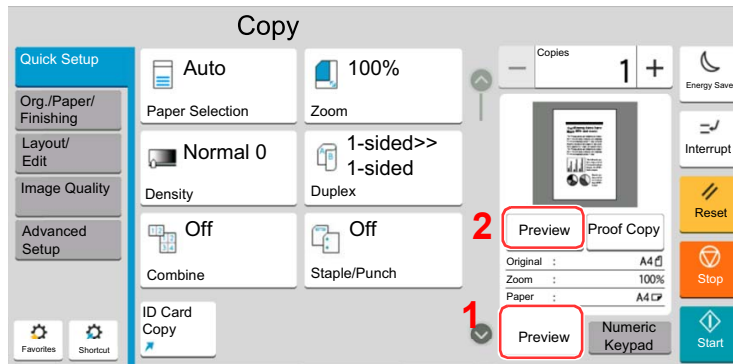 Copy
Quick Setup
Org./Paper/
Finishing
Layout/
Edit
Image Quality
Advanced
Setup
Favorites
Shortcut
Auto
Paper Selection
100%
Zoom
Normal 0
Density
1-sided>>
1-sided
Duplex
Off
Combine
Off
Staple/Punch
ID Card
Copy
Copies
1
2
Preview
Proof Copy
Original : A4
Zoom : 100%
Paper : A4
1
Preview
Numeric
Keypad
Energy Save
Interrupt
Reset
Stop
Start